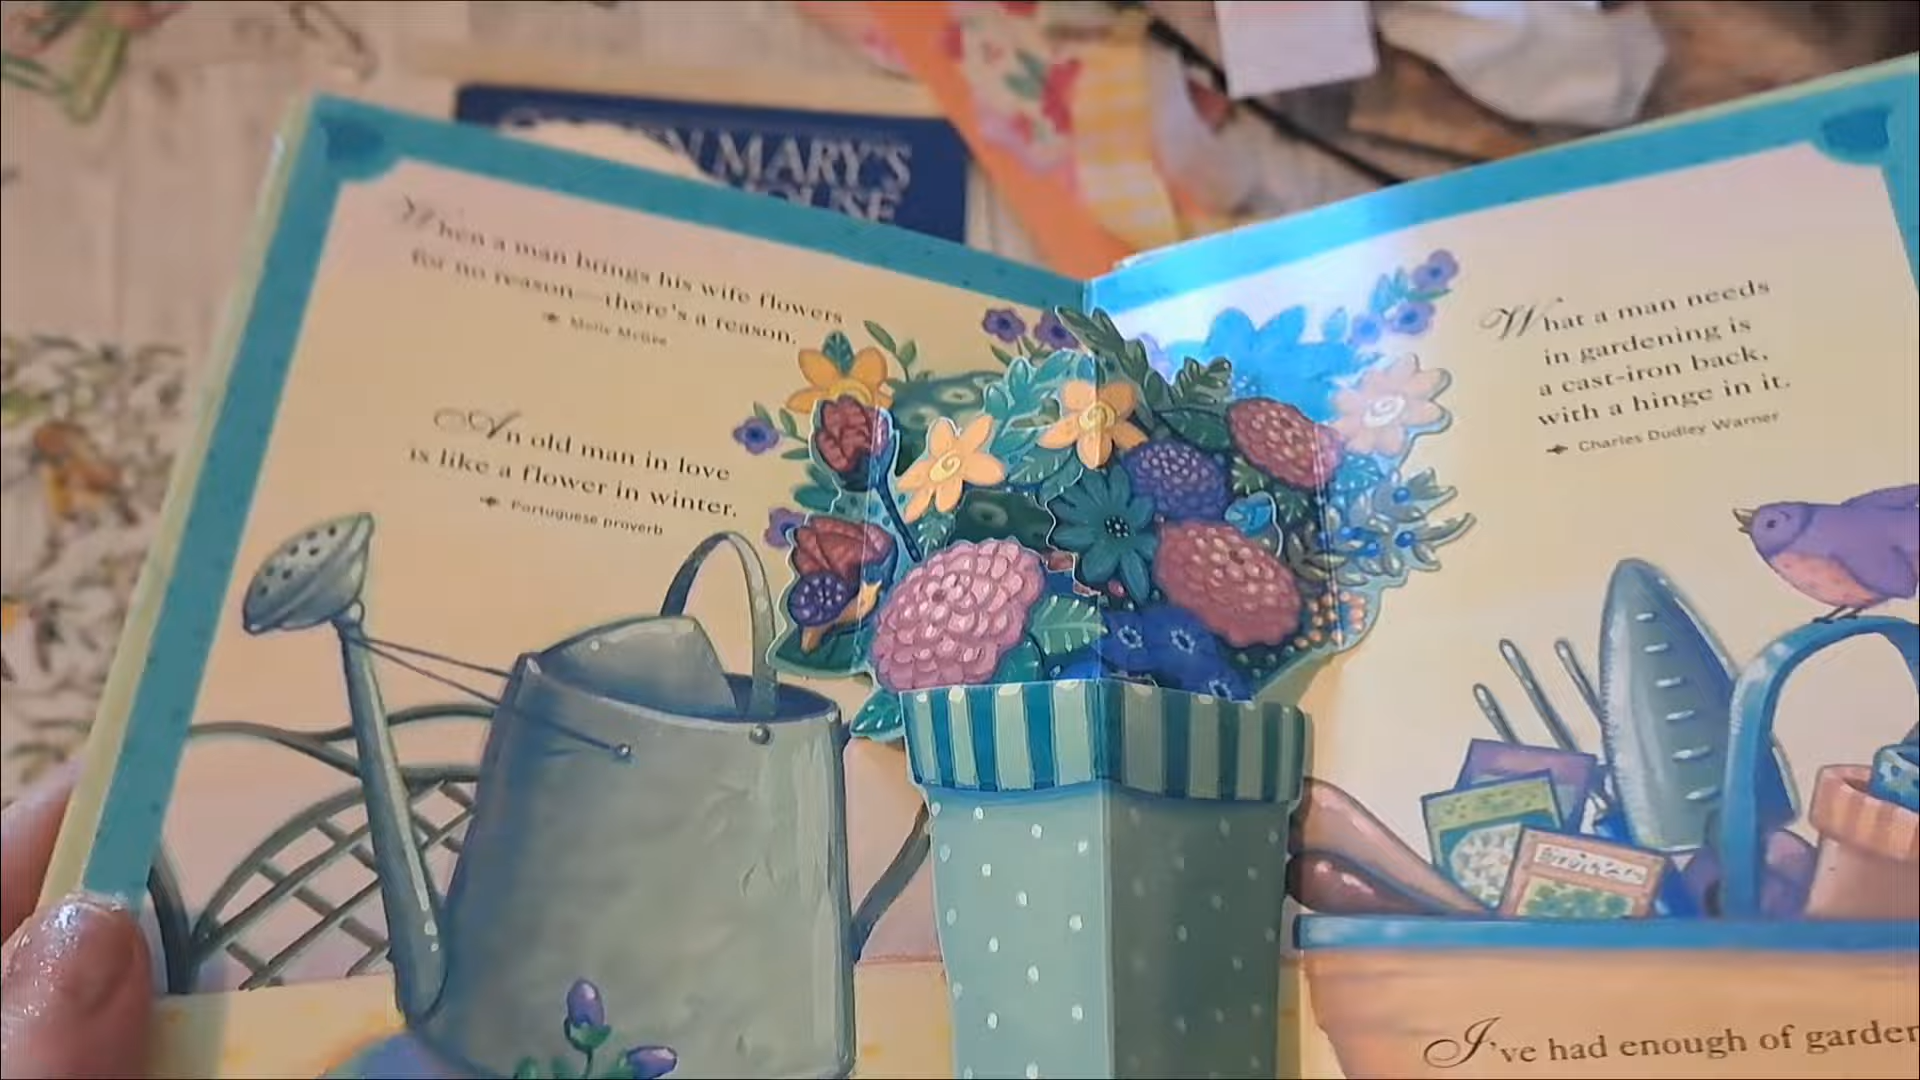 MARY'S
When a man brings his wife flowers
for no reason—there's a reason.
Molly McGee
An old man in love
is like a flower in winter.
Portuguese proverb
What a man needs
in gardening is
a cast-iron back,
with a hinge in it.
Charles Dudley Warner
I've had enough of